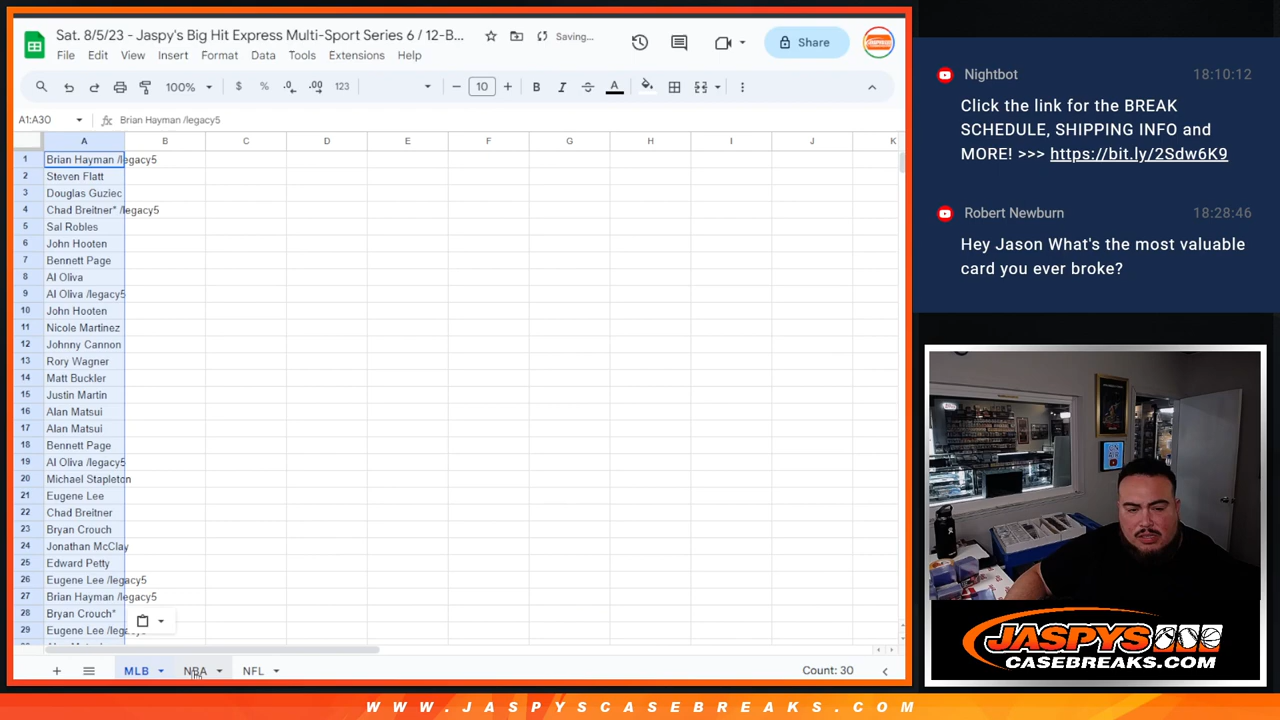 Sat. 8/5/23 - Jaspy's Big Hit Express Multi-Sport Series 6 / 12-B...
Saving...
Share
File Edit View Insert Format Data Tools Extensions Help
100% $ % .0 .00 123 10 B I S A
A1:A30 fx Brian Hayman /legacy5
A B C D E F G H I J K
1 Brian Hayman /legacy5
2 Steven Flatt
3 Douglas Guziec
4 Chad Breitner* /legacy5
5 Sal Robles
6 John Hooten
7 Bennett Page
8 Al Oliva
9 Al Oliva /legacy5
10 John Hooten
11 Nicole Martinez
12 Johnny Cannon
13 Rory Wagner
14 Matt Buckler
15 Justin Martin
16 Alan Matsui
17 Alan Matsui
18 Bennett Page
19 Al Oliva /legacy5
20 Michael Stapleton
21 Eugene Lee
22 Chad Breitner
23 Bryan Crouch
24 Jonathan McClay
25 Edward Petty
26 Eugene Lee /legacy5
27 Brian Hayman /legacy5
28 Bryan Crouch*
29 Eugene Lee
MLB NBA NFL Count: 30
Nightbot 18:10:12
Click the link for the BREAK
SCHEDULE, SHIPPING INFO and
MORE! >>> https://bit.ly/2Sdw6K9
Robert Newburn 18:28:46
Hey Jason What's the most valuable
card you ever broke?
JASPYS
CASEBREAKS.COM
WWW.JASPYSCASEBREAKS.COM